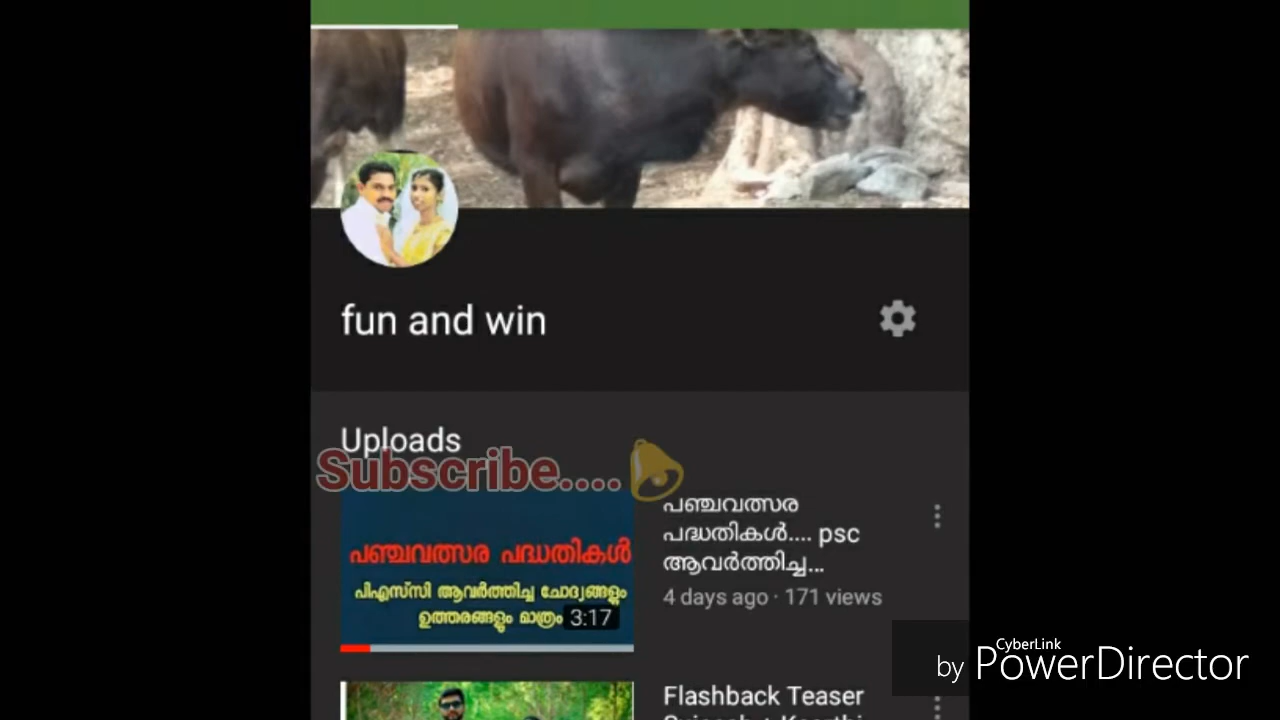 fun and win
Uploads
Subscribe....
പഞ്ചവത്സര
പദ്ധതികൾ.... psc
ആവർത്തിച്ച...
4 days ago · 171 views
പഞ്ചവത്സര പദ്ധതികൾ
പിഎസ്സി ആവർത്തിച്ച ചോദ്യങ്ങളും
ഉത്തരങ്ങളും മാത്രം
3:17
Flashback Teaser
CyberLink
by PowerDirector